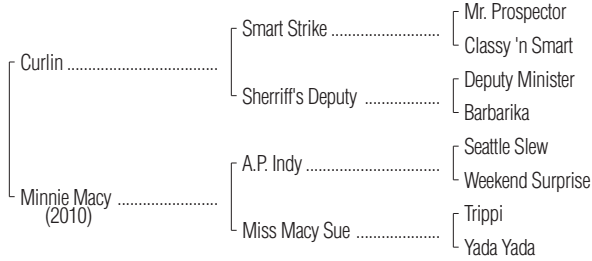 Mr. Prospector
Smart Strike ......................
Classy 'n Smart
Curlin ..............................
Deputy Minister
Sherriff's Deputy ...............
Barbarika
Seattle Slew
A.P. Indy ...........................
Weekend Surprise
Minnie Macy ....................
(2010)
Trippi
Miss Macy Sue .................
Yada Yada